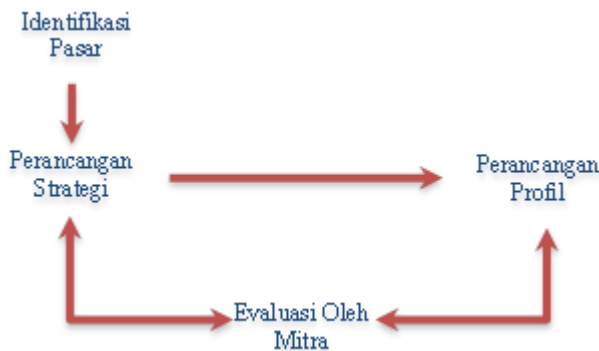 Identifikasi
Pasar
Perancangan
Strategi
Perancangan
Profil
Evaluasi Oleh
Mitra